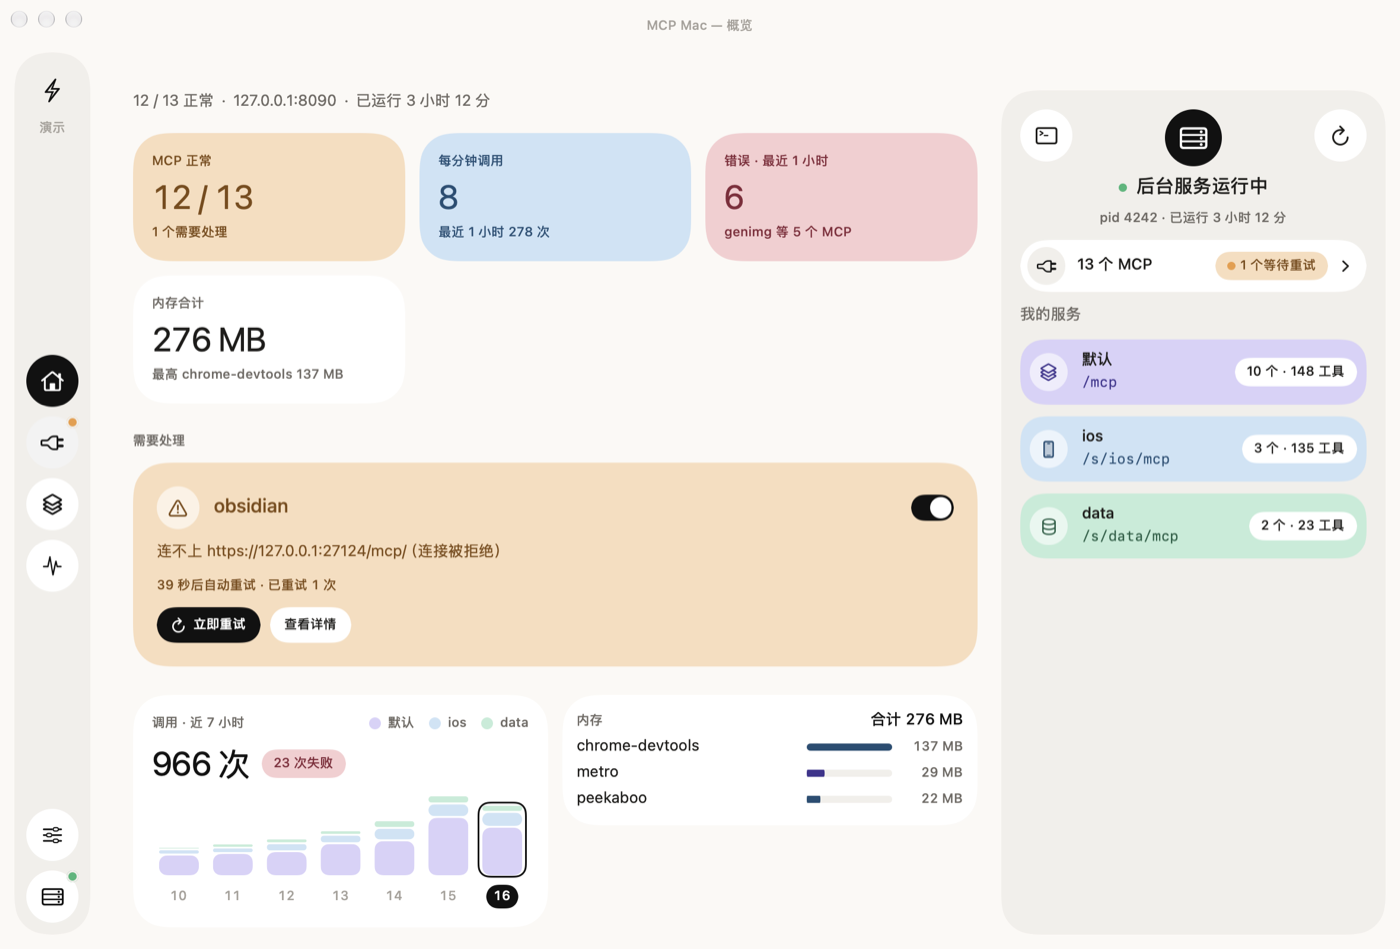 MCP Mac — 概览
演示
12 / 13 正常 · 127.0.0.1:8090 · 已运行 3 小时 12 分
MCP 正常
12 / 13
1 个需要处理
每分钟调用
8
最近 1 小时 278 次
错误 · 最近 1 小时
6
genimg 等 5 个 MCP
内存合计
276 MB
最高 chrome-devtools 137 MB
需要处理
obsidian
连不上 https://127.0.0.1:27124/mcp/ (连接被拒绝)
39 秒后自动重试 · 已重试 1 次
立即重试
查看详情
调用 · 近 7 小时
默认
ios
data
966 次
23 次失败
10
11
12
13
14
15
16
内存
合计 276 MB
chrome-devtools
137 MB
metro
29 MB
peekaboo
22 MB
后台服务运行中
pid 4242 · 已运行 3 小时 12 分
13 个 MCP
1 个等待重试
我的服务
默认
/mcp
10 个 · 148 工具
ios
/s/ios/mcp
3 个 · 135 工具
data
/s/data/mcp
2 个 · 23 工具